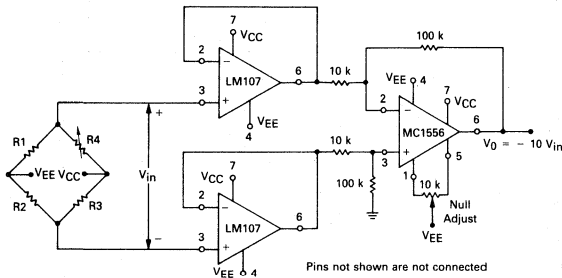 7
VCC
2
−
LM107
6
3
+
4
VEE
10 k
100 k
VEE
4
2
−
MC1556
7
VCC
6
3
+
1
5
V0 = - 10 Vin
10 k
Null
Adjust
VEE
R1
R4
VEE
VCC
R2
R3
+
Vin
−
7
VCC
2
−
LM107
6
3
+
VEE
4
10 k
100 k
Pins not shown are not connected